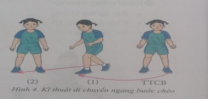 (2) (1) TTCB
Hình 4. Kĩ thuật di chuyển ngang bước chéo